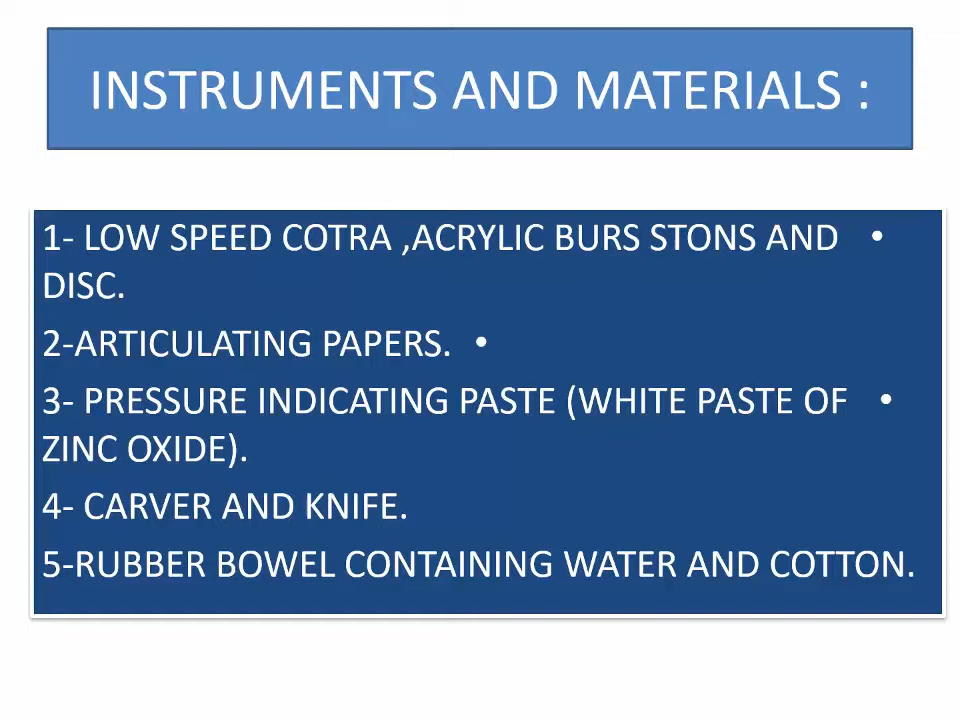 INSTRUMENTS AND MATERIALS :
1- LOW SPEED COTRA ,ACRYLIC BURS STONS AND •
DISC.
2-ARTICULATING PAPERS. •
3- PRESSURE INDICATING PASTE (WHITE PASTE OF •
ZINC OXIDE).
4- CARVER AND KNIFE.
5-RUBBER BOWEL CONTAINING WATER AND COTTON.